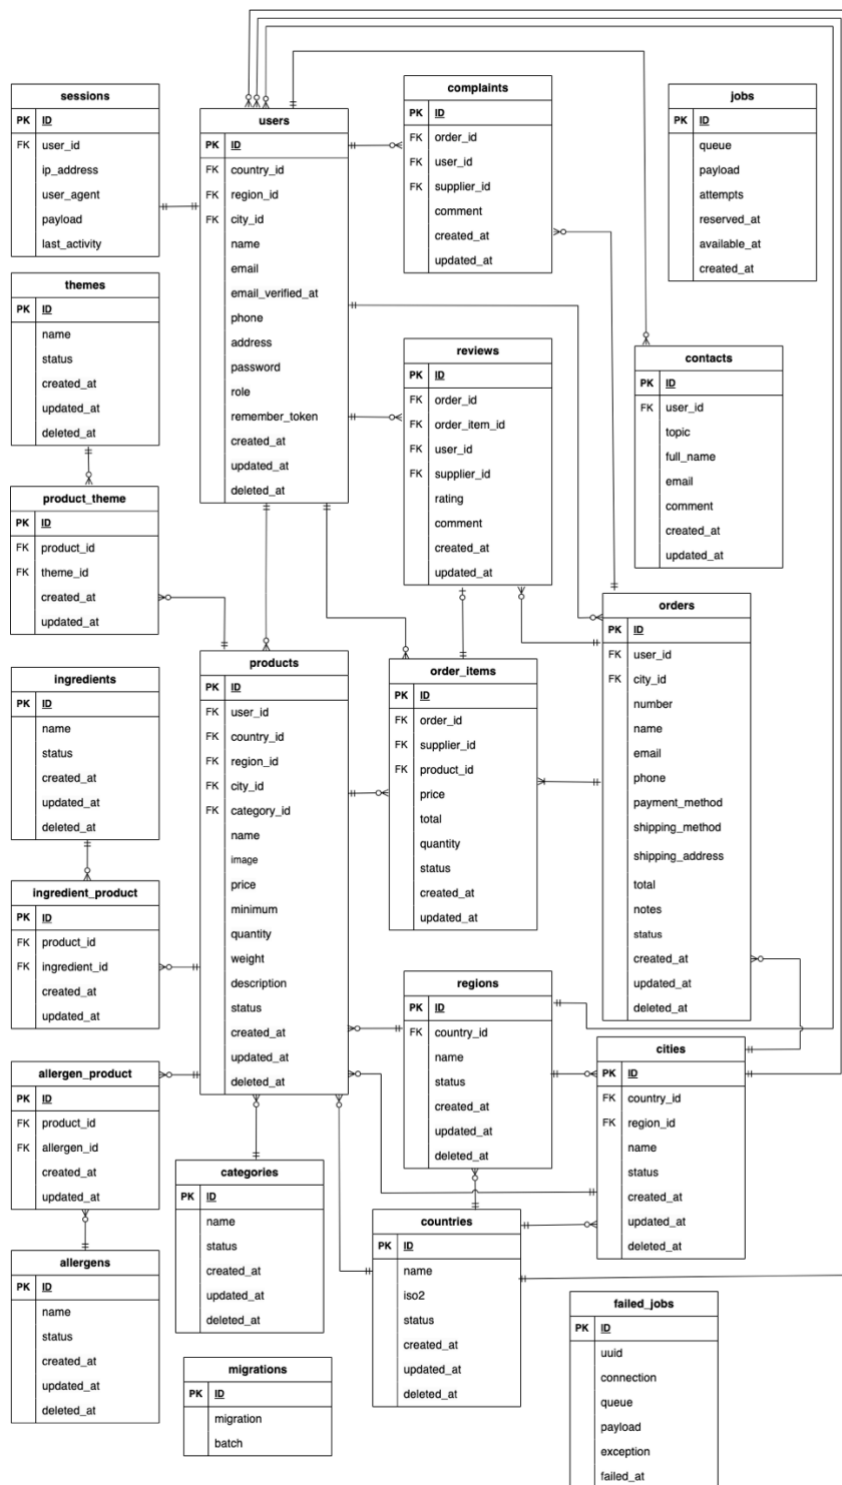 sessions
PK ID
FK user_id
ip_address
user_agent
payload
last_activity
themes
PK ID
name
status
created_at
updated_at
deleted_at
product_theme
PK ID
FK product_id
FK theme_id
created_at
updated_at
ingredients
PK ID
name
status
created_at
updated_at
deleted_at
ingredient_product
PK ID
FK product_id
FK ingredient_id
created_at
updated_at
allergen_product
PK ID
FK product_id
FK allergen_id
created_at
updated_at
allergens
PK ID
name
status
created_at
updated_at
deleted_at
users
PK ID
FK country_id
FK region_id
FK city_id
name
email
email_verified_at
phone
address
password
role
remember_token
created_at
updated_at
deleted_at
products
PK ID
FK user_id
FK country_id
FK region_id
FK city_id
FK category_id
name
image
price
minimum
quantity
weight
description
status
created_at
updated_at
deleted_at
categories
PK ID
name
status
created_at
updated_at
deleted_at
migrations
PK ID
migration
batch
complaints
PK ID
FK order_id
FK user_id
FK supplier_id
comment
created_at
updated_at
reviews
PK ID
FK order_id
FK order_item_id
FK user_id
FK supplier_id
rating
comment
created_at
updated_at
order_items
PK ID
FK order_id
FK supplier_id
FK product_id
price
total
quantity
status
created_at
updated_at
regions
PK ID
FK country_id
name
status
created_at
updated_at
deleted_at
countries
PK ID
name
iso2
status
created_at
updated_at
deleted_at
jobs
PK ID
queue
payload
attempts
reserved_at
available_at
created_at
contacts
PK ID
FK user_id
topic
full_name
email
comment
created_at
updated_at
orders
PK ID
FK user_id
FK city_id
number
name
email
phone
payment_method
shipping_method
shipping_address
total
notes
status
created_at
updated_at
deleted_at
cities
PK ID
FK country_id
FK region_id
name
status
created_at
updated_at
deleted_at
failed_jobs
PK ID
uuid
connection
queue
payload
exception
failed_at